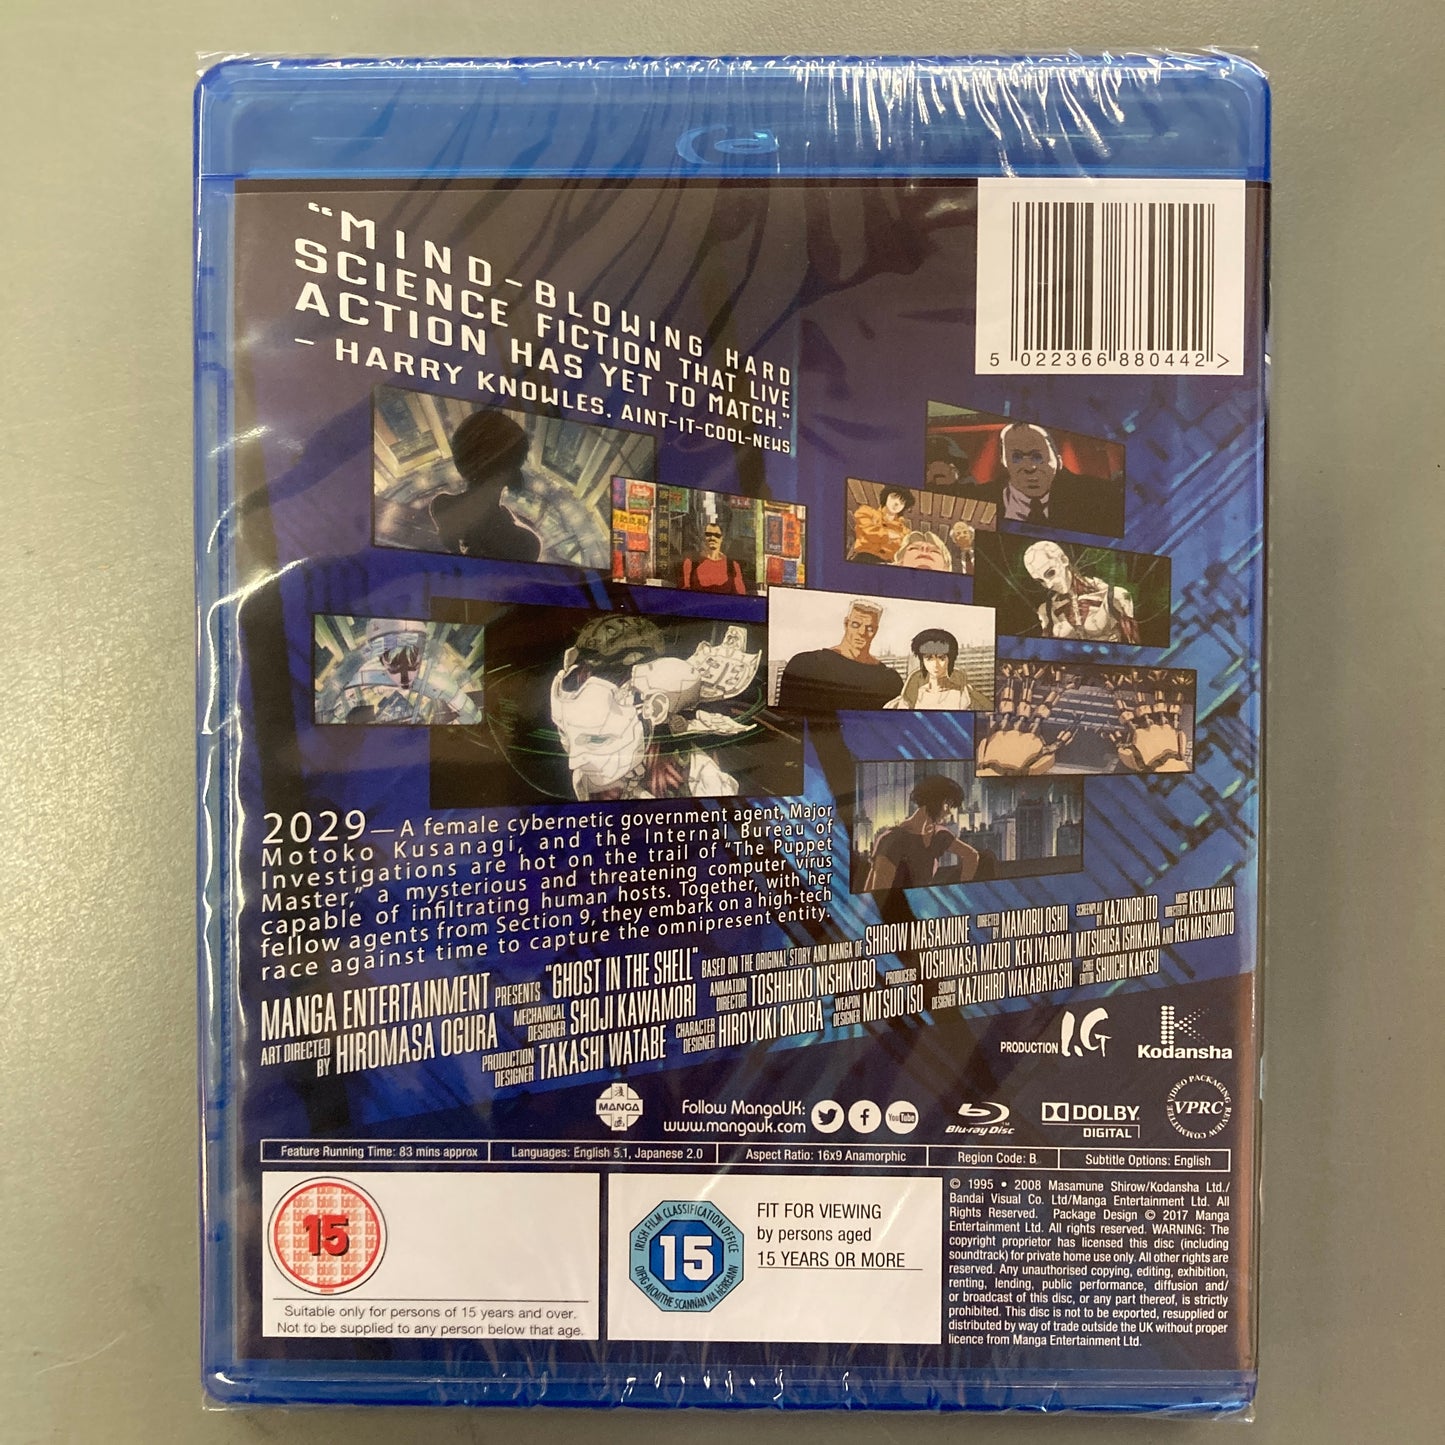 "MIND-BLOWING HARD
SCIENCE FICTION THAT LIVE
ACTION HAS YET TO MATCH."
– HARRY KNOWLES. AINT-IT-COOL-NEWS
5 022366 880442 >
2029—A female cybernetic government agent, Major
Motoko Kusanagi, and the Internal Bureau of
Investigations are hot on the trail of "The Puppet
Master," a mysterious and threatening computer virus
capable of infiltrating human hosts. Together, with her
fellow agents from Section 9, they embark on a high-tech
race against time to capture the omnipresent entity.
MANGA ENTERTAINMENT PRESENTS "GHOST IN THE SHELL" BASED ON THE ORIGINAL STORY AND MANGA OF SHIROW MASAMUNE DIRECTED BY MAMORU OSHII SCREENPLAY BY KAZUNORI ITO MUSIC DIRECTED BY KENJI KAWAI
ART DIRECTED BY HIROMASA OGURA MECHANICAL DESIGNER SHOJI KAWAMORI ANIMATION DIRECTOR TOSHIHIKO NISHIKUBO PRODUCERS YOSHIMASA MIZUO KEN IYADOMI MITSUHISA ISHIKAWA AND KEN MATSUMOTO
PRODUCTION DESIGNER TAKASHI WATABE CHARACTER DESIGNER HIROYUKI OKIURA WEAPON DESIGNER MITSUO ISO SOUND DESIGNER KAZUHIRO WAKABAYASHI CHIEF EDITOR SHUICHI KAKESU
PRODUCTION I.G
Kodansha
MANGA
Follow MangaUK:
www.mangauk.com
You Tube
Blu-ray Disc
DOLBY
DIGITAL
VIDEO PACKAGING REVIEW COMMITTEE
VPRC
Feature Running Time: 83 mins approx
Languages: English 5.1, Japanese 2.0
Aspect Ratio: 16x9 Anamorphic
Region Code: B
Subtitle Options: English
15
Suitable only for persons of 15 years and over.
Not to be supplied to any person below that age.
IRISH FILM CLASSIFICATION OFFICE
15
OIFIG AICMITHE SCANNÁN NA hÉIREANN
FIT FOR VIEWING
by persons aged
15 YEARS OR MORE
© 1995 • 2008 Masamune Shirow/Kodansha Ltd./
Bandai Visual Co. Ltd/Manga Entertainment Ltd. All
Rights Reserved. Package Design © 2017 Manga
Entertainment Ltd. All rights reserved. WARNING: The
copyright proprietor has licensed this disc (including
soundtrack) for private home use only. All other rights are
reserved. Any unauthorised copying, editing, exhibition,
renting, lending, public performance, diffusion and/
or broadcast of this disc, or any part thereof, is strictly
prohibited. This disc is not to be exported, resupplied or
distributed by way of trade outside the UK without proper
licence from Manga Entertainment Ltd.